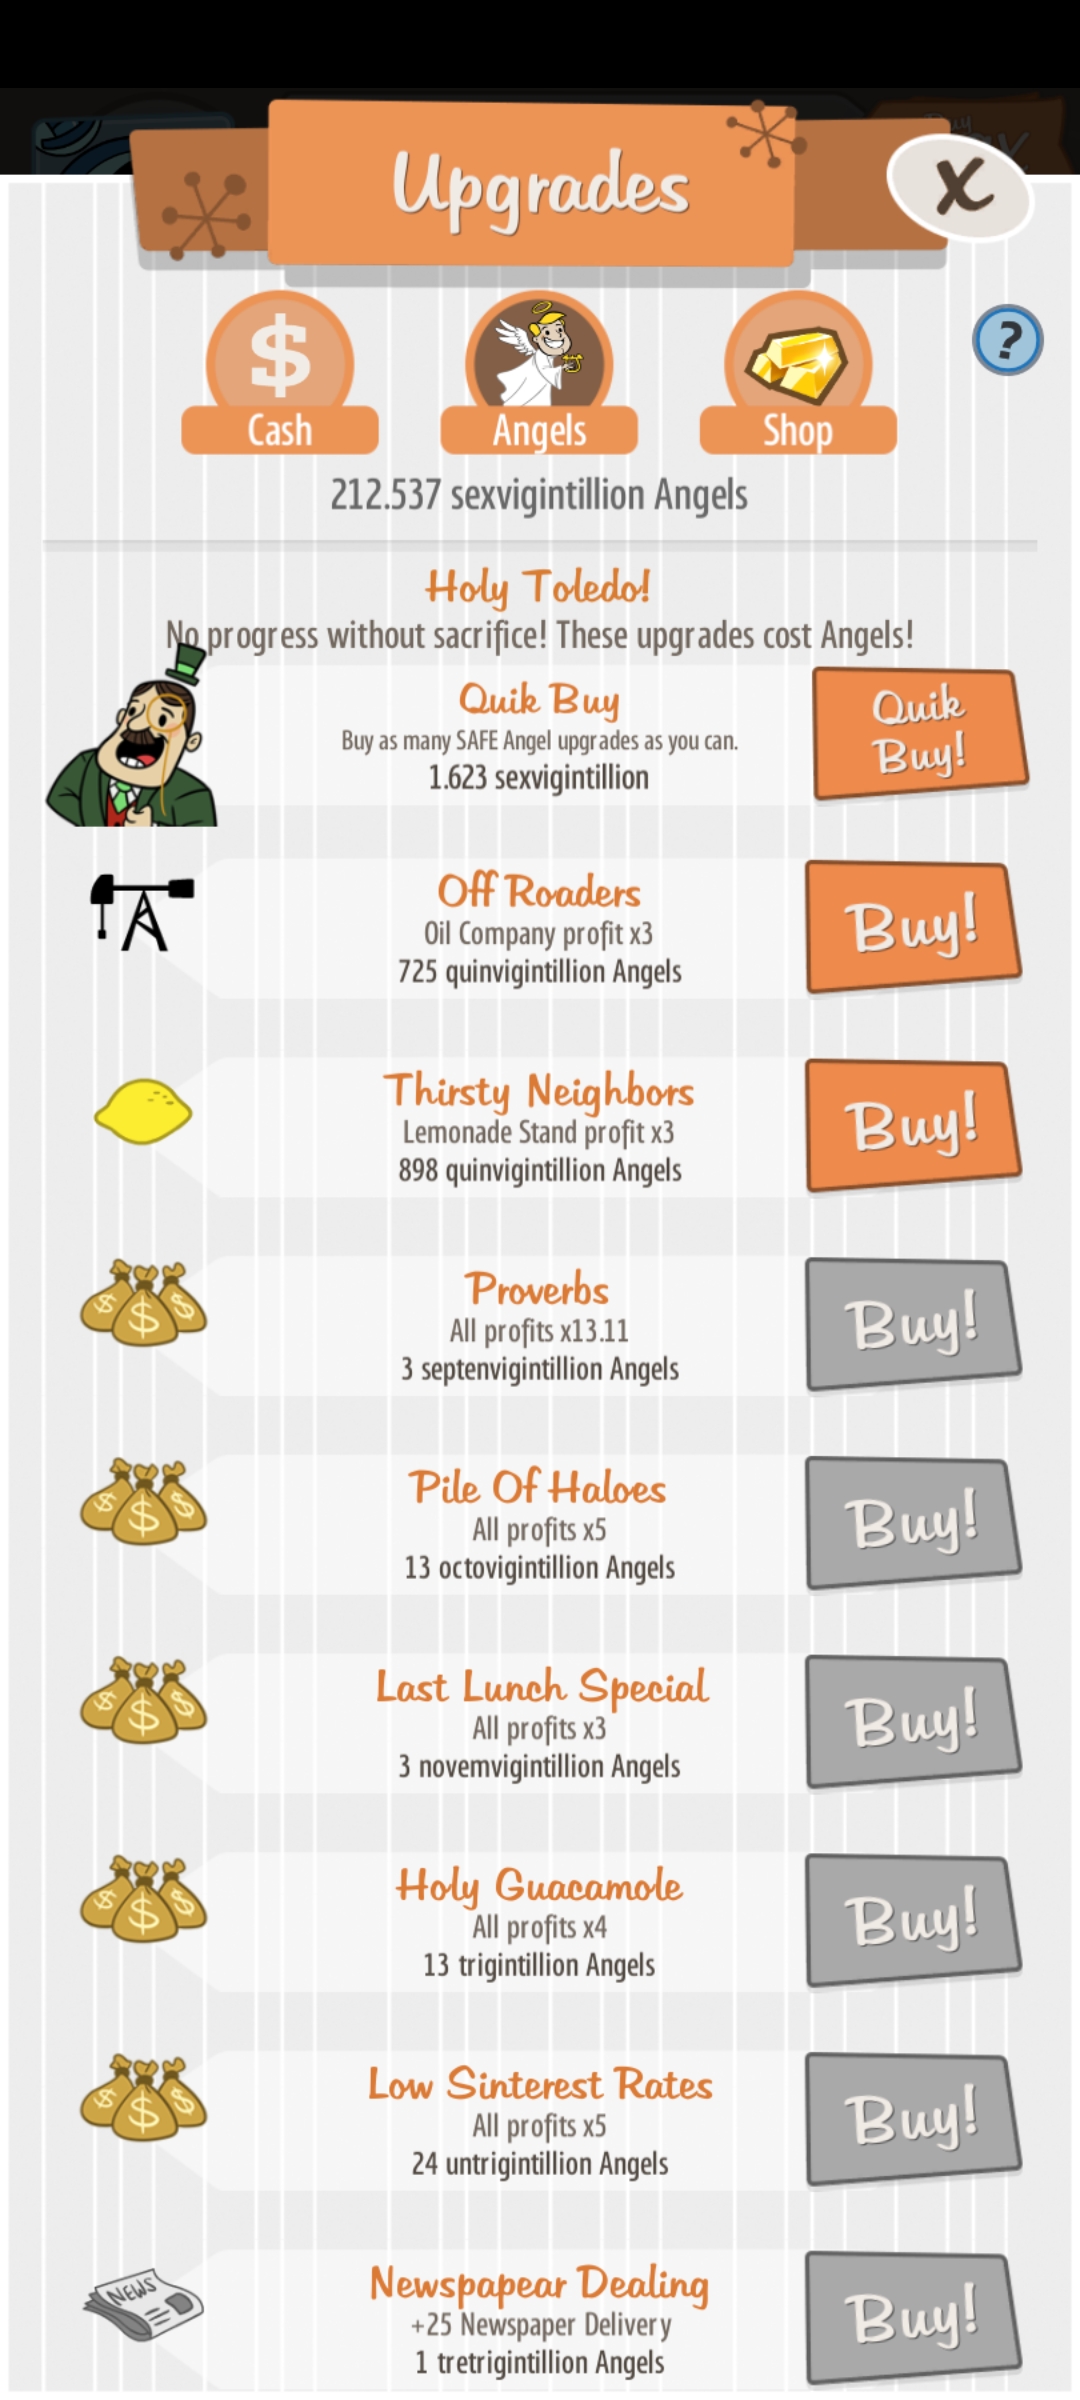 Upgrades
X
$
?
Cash
Angels
Shop
212.537 sexvigintillion Angels
Holy Toledo!
No progress without sacrifice! These upgrades cost Angels!
Quik Buy
Buy as many SAFE Angel upgrades as you can.
1.623 sexvigintillion
Quik
Buy!
Off Roaders
Oil Company profit x3
725 quinvigintillion Angels
Buy!
Thirsty Neighbors
Lemonade Stand profit x3
898 quinvigintillion Angels
Buy!
Proverbs
All profits x13.11
3 septenvigintillion Angels
Buy!
Pile Of Haloes
All profits x5
13 octovigintillion Angels
Buy!
Last Lunch Special
All profits x3
3 novemvigintillion Angels
Buy!
Holy Guacamole
All profits x4
13 trigintillion Angels
Buy!
Low Sinterest Rates
All profits x5
24 untrigintillion Angels
Buy!
NEWS
Newspapear Dealing
+25 Newspaper Delivery
1 tretrigintillion Angels
Buy!